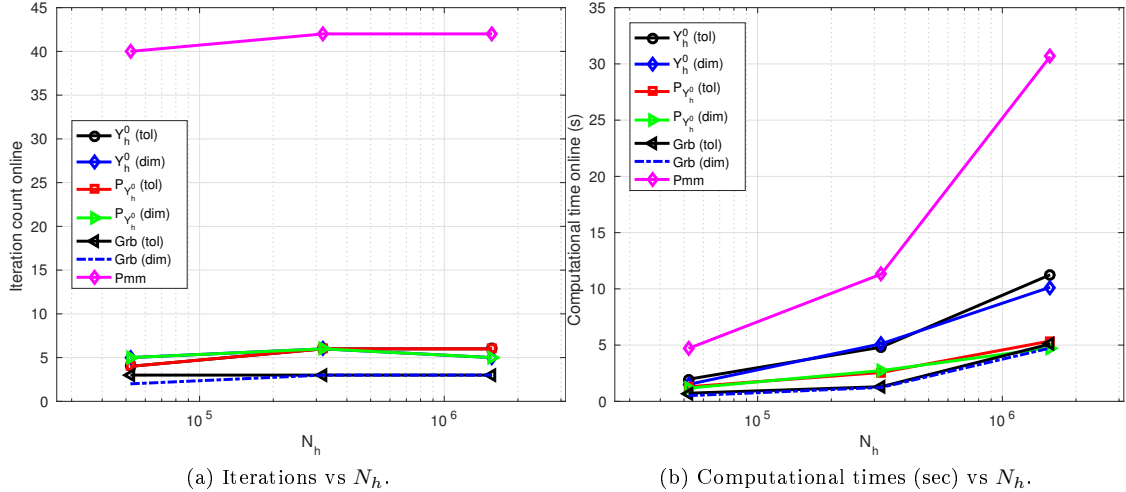 45
40
35
30
25
20
15
10
5
0
Iteration count online
Y_h^0 (tol)
Y_h^0 (dim)
P_{Y_h^0} (tol)
P_{Y_h^0} (dim)
Grb (tol)
Grb (dim)
Pmm
10^5
10^6
N_h
(a) Iterations vs N_h.
35
30
25
20
15
10
5
0
Computational time online (s)
Y_h^0 (tol)
Y_h^0 (dim)
P_{Y_h^0} (tol)
P_{Y_h^0} (dim)
Grb (tol)
Grb (dim)
Pmm
10^5
10^6
N_h
(b) Computational times (sec) vs N_h.